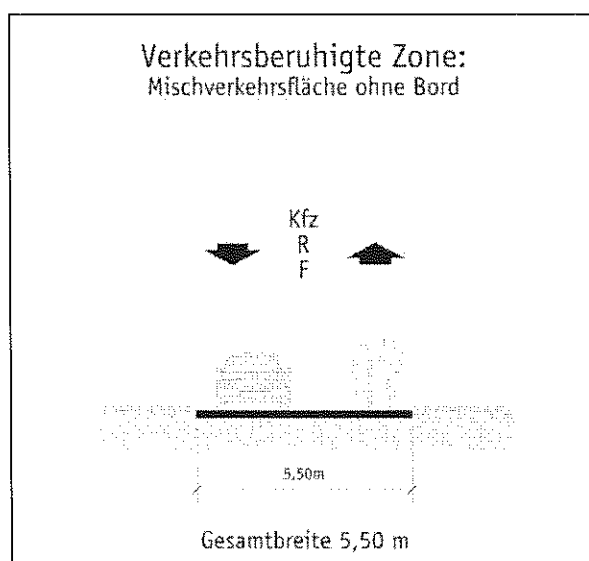 Verkehrsberuhigte Zone:
Mischverkehrsfläche ohne Bord
Kfz
R
F
5,50m
Gesamtbreite 5,50 m